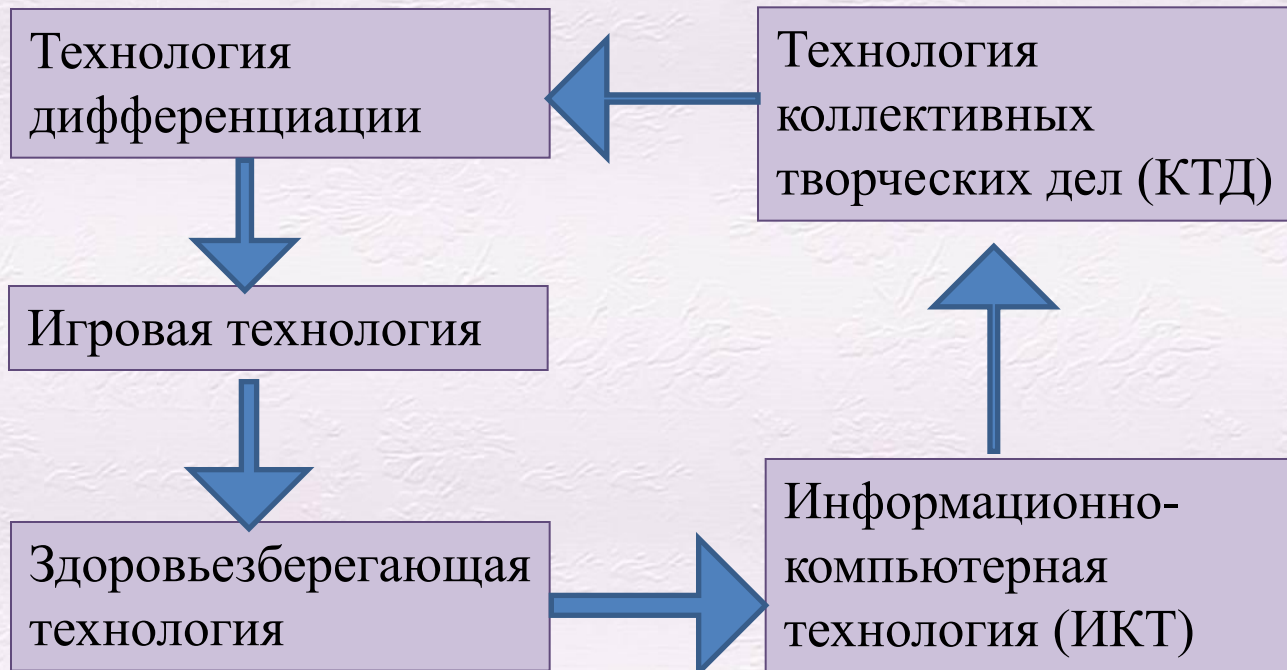 Технология
дифференциации
Технология
коллективных
творческих дел (КТД)
Игровая технология
Здоровьезберегающая
технология
Информационно-
компьютерная
технология (ИКТ)